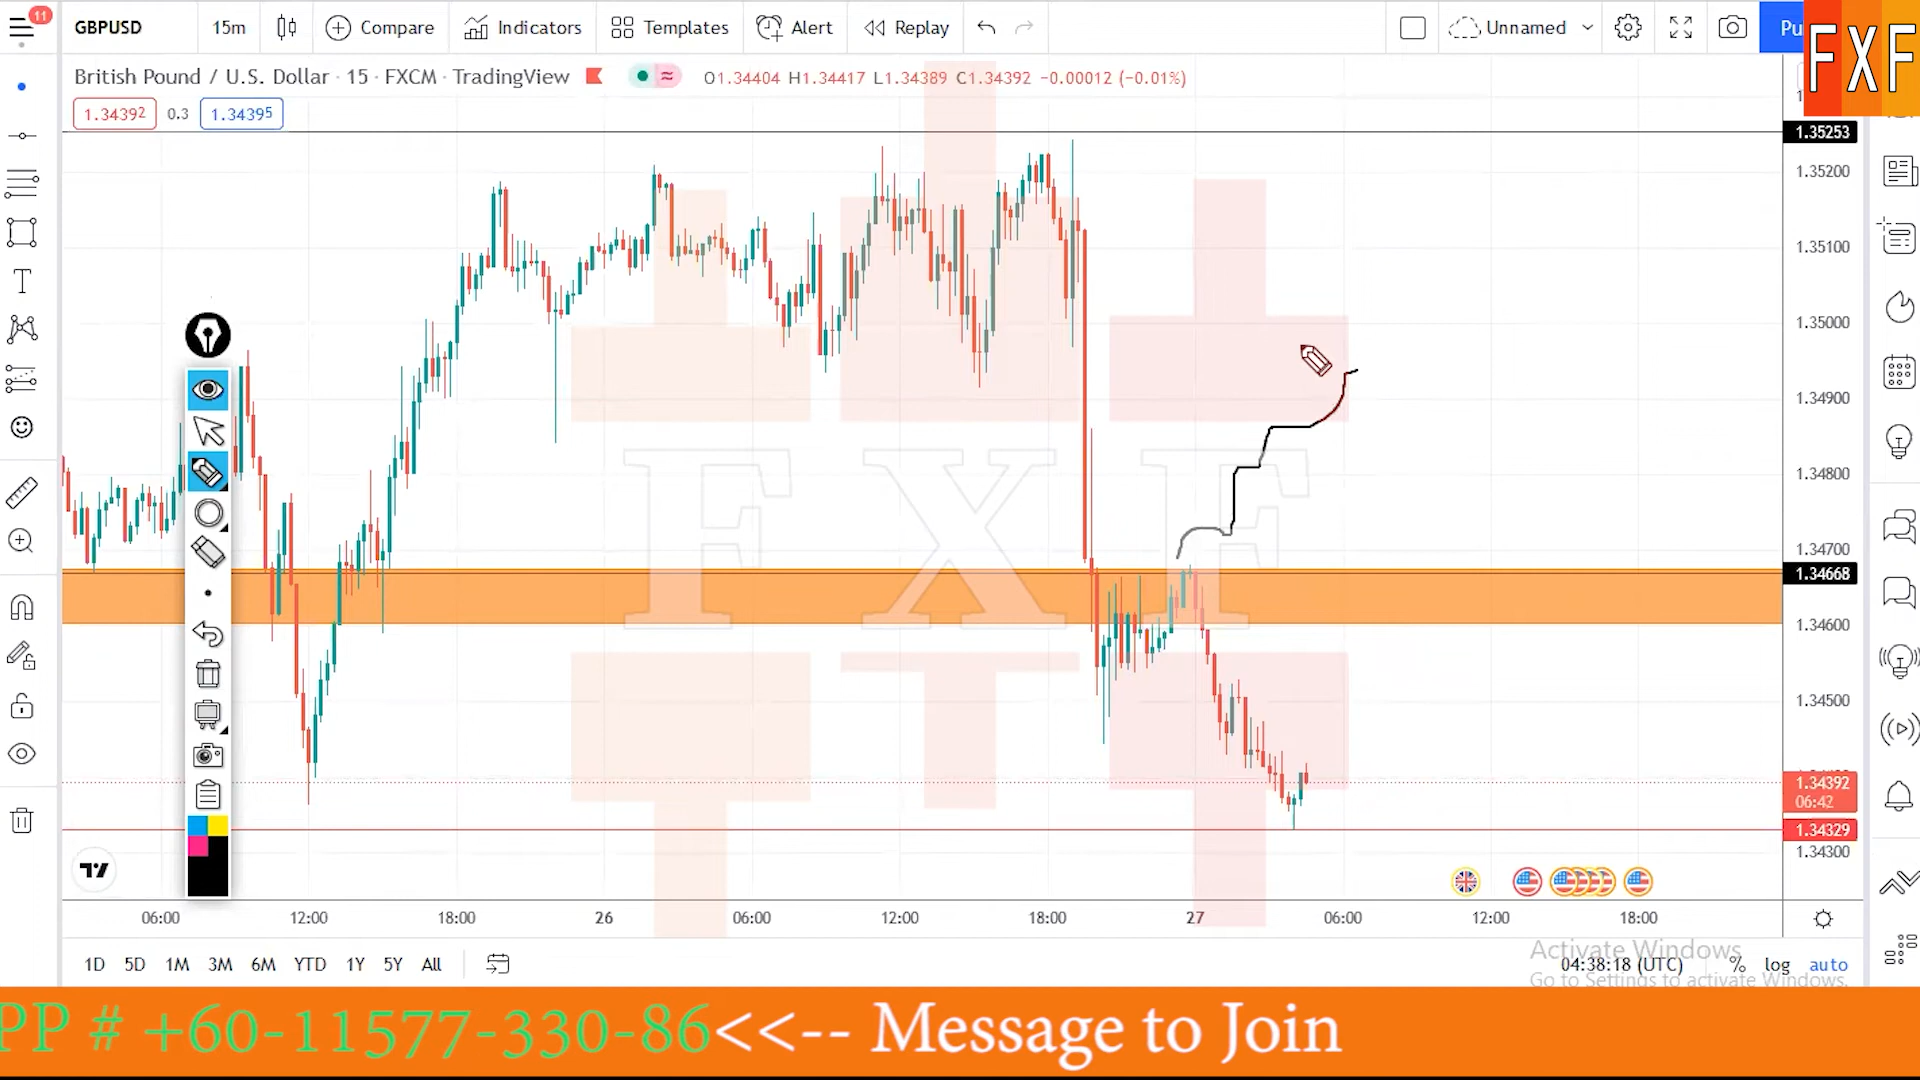 11
GBPUSD
15m
Compare
Indicators
Templates
Alert
Replay
Unnamed
FXF
British Pound / U.S. Dollar · 15 · FXCM · TradingView
O1.34404 H1.34417 L1.34389 C1.34392 −0.00012 (−0.01%)
1.34392 0.3 1.34395
1.35253
1.35200
1.35100
1.35000
1.34900
1.34800
1.34700
1.34668
1.34600
1.34500
1.34392
06:42
1.34329
1.34300
FXF
06:00 12:00 18:00 26 06:00 12:00 18:00 27 06:00 12:00 18:00
1D 5D 1M 3M 6M YTD 1Y 5Y All
04:38:18 (UTC) % log auto
Activate Windows
Go to Settings to activate Windows.
PP # +60-11577-330-86<<-- Message to Join